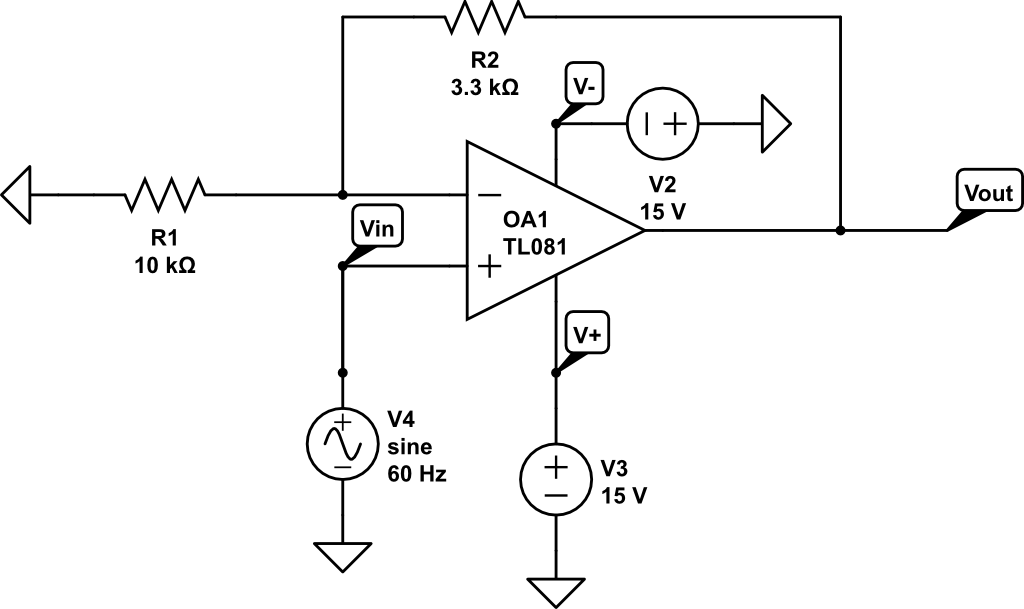 R2
3.3 kΩ
V-
V2
15 V
Vout
R1
10 kΩ
Vin
OA1
TL081
V+
V4
sine
60 Hz
V3
15 V